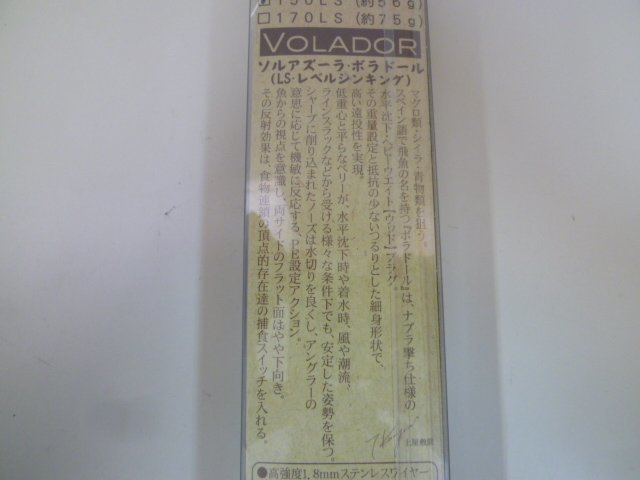 150LS（約56g）
170LS（約75g）
VOLADOR
ソルアズーラ・ボラドール
(LS・レベルシンキング)
マグロ類・シイラ・青物類を狙う。
スペイン語で飛魚の名を持つ『ボラドール』は、ナブラ撃ち仕様の
水平沈下・ヘビーウエイト【ウッド】プラグ。
その重量設定と抵抗の少ないつるりとした細身形状で、
高い遠投性を実現。
低重心と平らなベリーが、水平沈下時や着水時、風や潮流、
ラインスラックなどから受ける様々な条件下でも、安定した姿勢を保つ。
シャープに削り込まれたノーズは水切りを良くし、アングラーの
意思に応じて機敏に反応する、PE設定アクション。
魚からの視点を意識し、両サイドのフラット面はやや下向き。
その反射効果は、食物連鎖の頂点的存在達の捕食スイッチを入れる。
●高強度1.8mmステンレスワイヤー